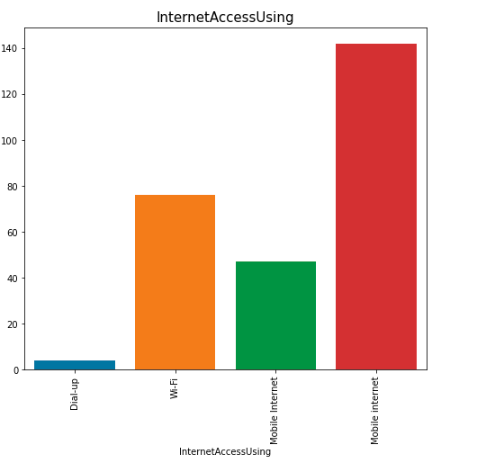 InternetAccessUsing
140
120
100
80
60
40
20
0
Dial-up
Wi-Fi
Mobile Internet
Mobile internet
InternetAccessUsing